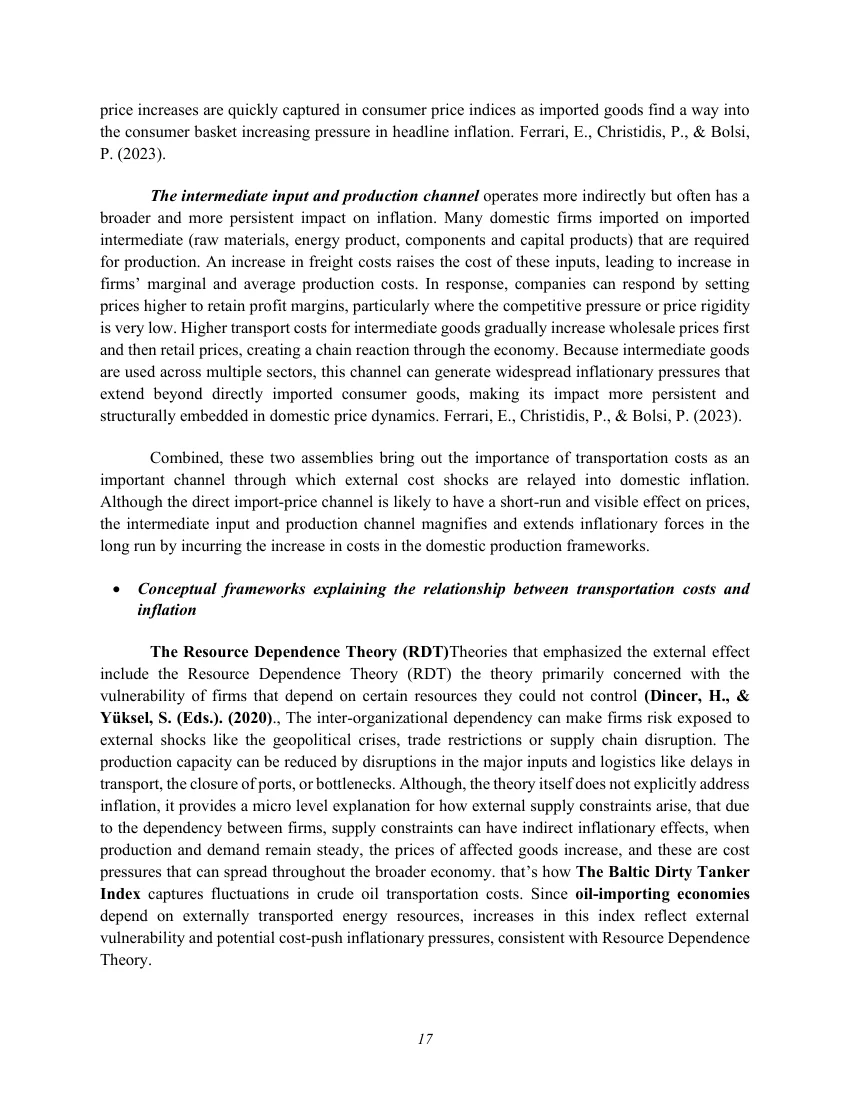 price increases are quickly captured in consumer price indices as imported goods find a way into
the consumer basket increasing pressure in headline inflation. Ferrari, E., Christidis, P., & Bolsi,
P. (2023).
The intermediate input and production channel operates more indirectly but often has a
broader and more persistent impact on inflation. Many domestic firms imported on imported
intermediate (raw materials, energy product, components and capital products) that are required
for production. An increase in freight costs raises the cost of these inputs, leading to increase in
firms’ marginal and average production costs. In response, companies can respond by setting
prices higher to retain profit margins, particularly where the competitive pressure or price rigidity
is very low. Higher transport costs for intermediate goods gradually increase wholesale prices first
and then retail prices, creating a chain reaction through the economy. Because intermediate goods
are used across multiple sectors, this channel can generate widespread inflationary pressures that
extend beyond directly imported consumer goods, making its impact more persistent and
structurally embedded in domestic price dynamics. Ferrari, E., Christidis, P., & Bolsi, P. (2023).
Combined, these two assemblies bring out the importance of transportation costs as an
important channel through which external cost shocks are relayed into domestic inflation.
Although the direct import-price channel is likely to have a short-run and visible effect on prices,
the intermediate input and production channel magnifies and extends inflationary forces in the
long run by incurring the increase in costs in the domestic production frameworks.
• Conceptual frameworks explaining the relationship between transportation costs and
inflation
The Resource Dependence Theory (RDT)Theories that emphasized the external effect
include the Resource Dependence Theory (RDT) the theory primarily concerned with the
vulnerability of firms that depend on certain resources they could not control (Dincer, H., &
Yüksel, S. (Eds.). (2020)., The inter-organizational dependency can make firms risk exposed to
external shocks like the geopolitical crises, trade restrictions or supply chain disruption. The
production capacity can be reduced by disruptions in the major inputs and logistics like delays in
transport, the closure of ports, or bottlenecks. Although, the theory itself does not explicitly address
inflation, it provides a micro level explanation for how external supply constraints arise, that due
to the dependency between firms, supply constraints can have indirect inflationary effects, when
production and demand remain steady, the prices of affected goods increase, and these are cost
pressures that can spread throughout the broader economy. that’s how The Baltic Dirty Tanker
Index captures fluctuations in crude oil transportation costs. Since oil-importing economies
depend on externally transported energy resources, increases in this index reflect external
vulnerability and potential cost-push inflationary pressures, consistent with Resource Dependence
Theory.
17